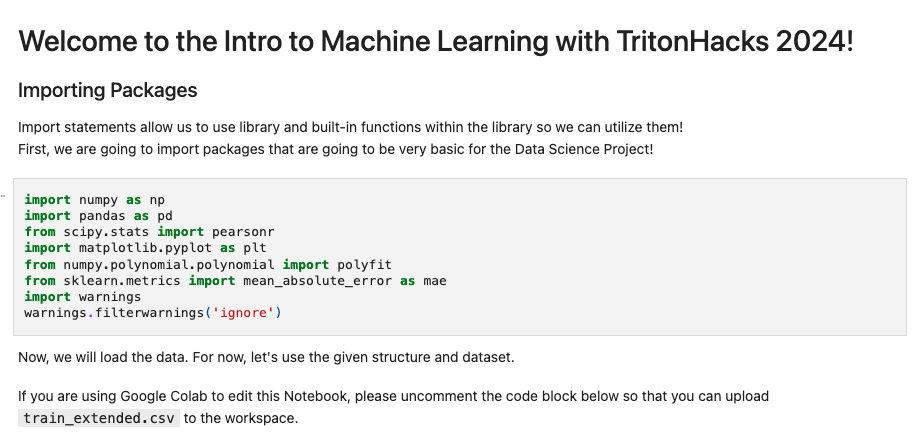 Welcome to the Intro to Machine Learning with TritonHacks 2024!
Importing Packages
Import statements allow us to use library and built-in functions within the library so we can utilize them!
First, we are going to import packages that are going to be very basic for the Data Science Project!
import numpy as np
import pandas as pd
from scipy.stats import pearsonr
import matplotlib.pyplot as plt
from numpy.polynomial.polynomial import polyfit
from sklearn.metrics import mean_absolute_error as mae
import warnings
warnings.filterwarnings('ignore')
Now, we will load the data. For now, let's use the given structure and dataset.
If you are using Google Colab to edit this Notebook, please uncomment the code block below so that you can upload
train_extended.csv to the workspace.